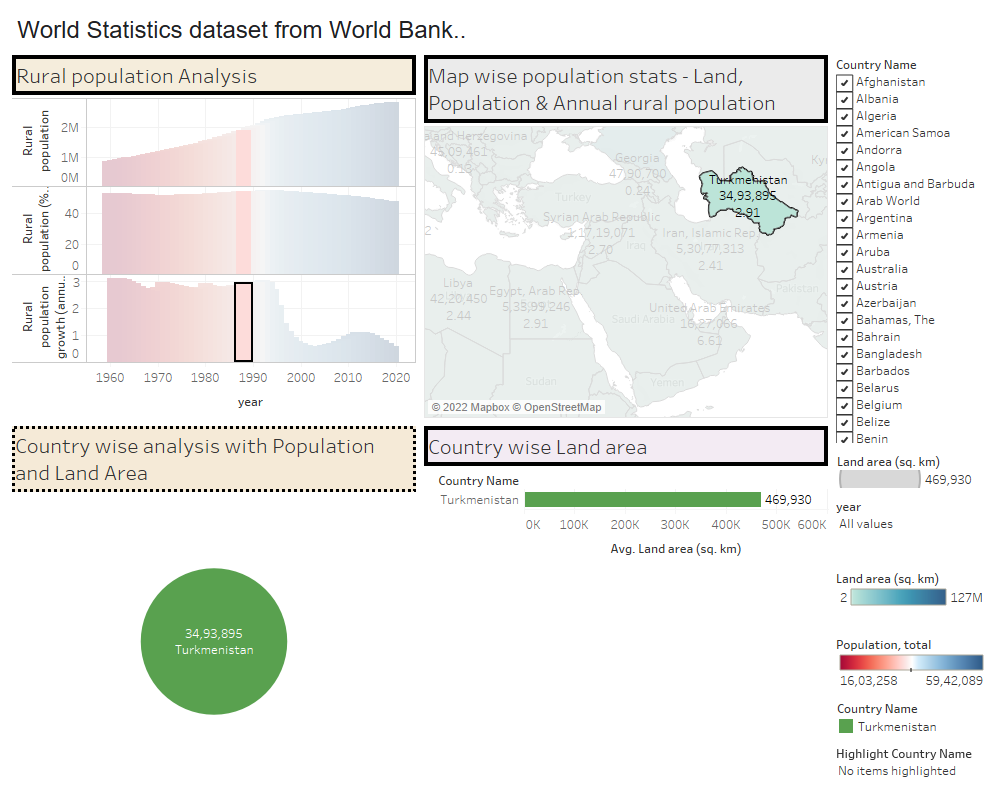 World Statistics dataset from World Bank..
Rural population Analysis
Rural
population
2M
1M
0M
Rural
population (%..
40
20
0
Rural
population
growth (annu..
3
2
1
0
1960 1970 1980 1990 2000 2010 2020
year
Map wise population stats - Land,
Population & Annual rural population
and Herzegovina
45,09,461
0.13
Georgia
47,90,700
0.24
Kyr
Turkmenistan
34,93,895
2.91
Turkey
Syrian Arab Republic
1,17,19,071
2.70
2
Iraq
Iran, Islamic Rep.
5,30,77,313
2.41
Libya
42,20,450
2.44
Egypt, Arab Rep.
5,33,99,246
2.91
Pakistan
United Arab Emirates
16,27,066
6.61
Saudi Arabia
Sudan
Yemen
© 2022 Mapbox © OpenStreetMap
Country wise analysis with Population
and Land Area
34,93,895
Turkmenistan
Country wise Land area
Country Name
Turkmenistan
469,930
0K 100K 200K 300K 400K 500K 600K
Avg. Land area (sq. km)
Country Name
Afghanistan
Albania
Algeria
American Samoa
Andorra
Angola
Antigua and Barbuda
Arab World
Argentina
Armenia
Aruba
Australia
Austria
Azerbaijan
Bahamas, The
Bahrain
Bangladesh
Barbados
Belarus
Belgium
Belize
Benin
Land area (sq. km)
469,930
year
All values
Land area (sq. km)
2 127M
Population, total
16,03,258 59,42,089
Country Name
Turkmenistan
Highlight Country Name
No items highlighted